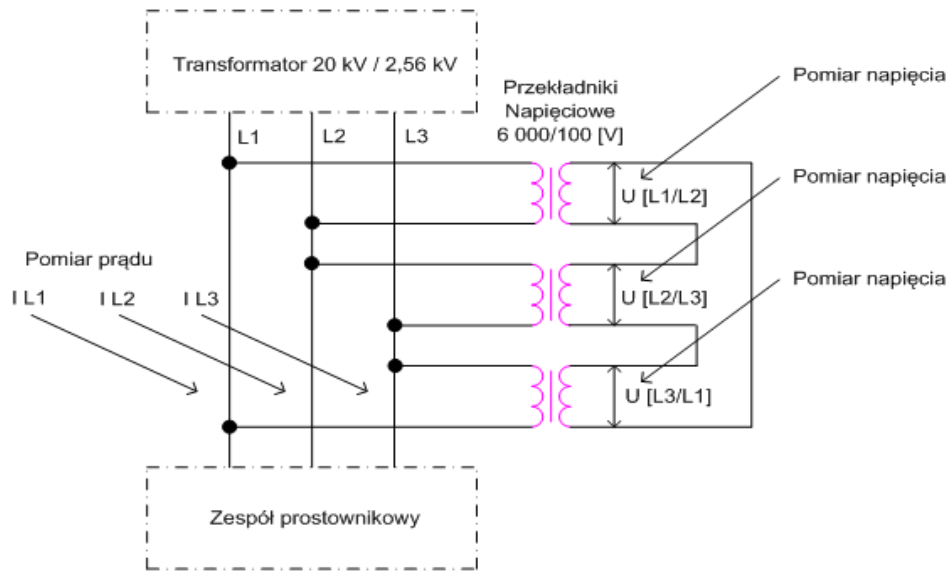 Transformator 20 kV / 2,56 kV
L1
L2
L3
Przekładniki
Napięciowe
6 000/100 [V]
Pomiar napięcia
U [L1/L2]
Pomiar napięcia
U [L2/L3]
Pomiar napięcia
U [L3/L1]
Pomiar prądu
I L1
I L2
I L3
Zespół prostownikowy